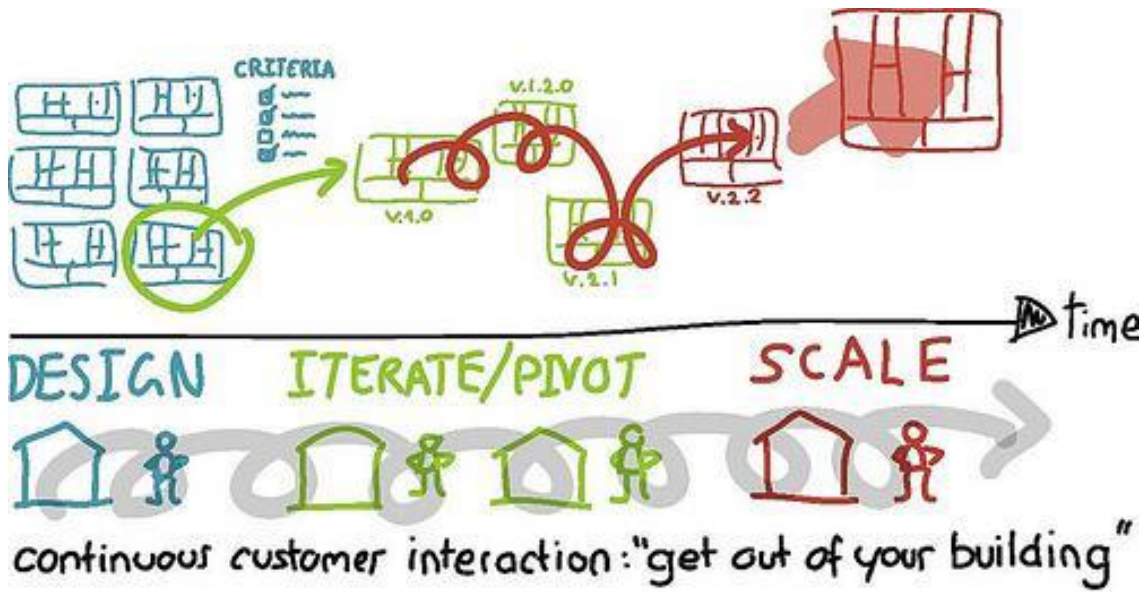 CRITERIA
v.1.2.0
v.1.0
v.2.2
v.2.1
time
DESIGN
ITERATE/PIVOT
SCALE
continuous customer interaction: "get out of your building"